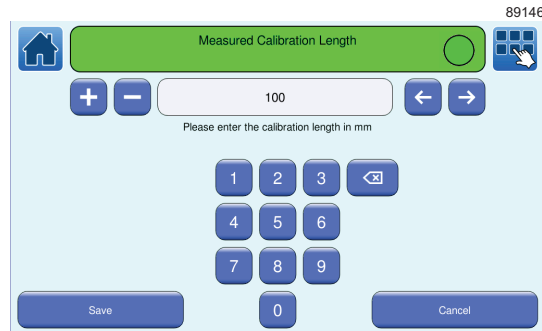 89146
Measured Calibration Length
+ − 100 ← →
Please enter the calibration length in mm
1 2 3
4 5 6
7 8 9
Save 0 Cancel